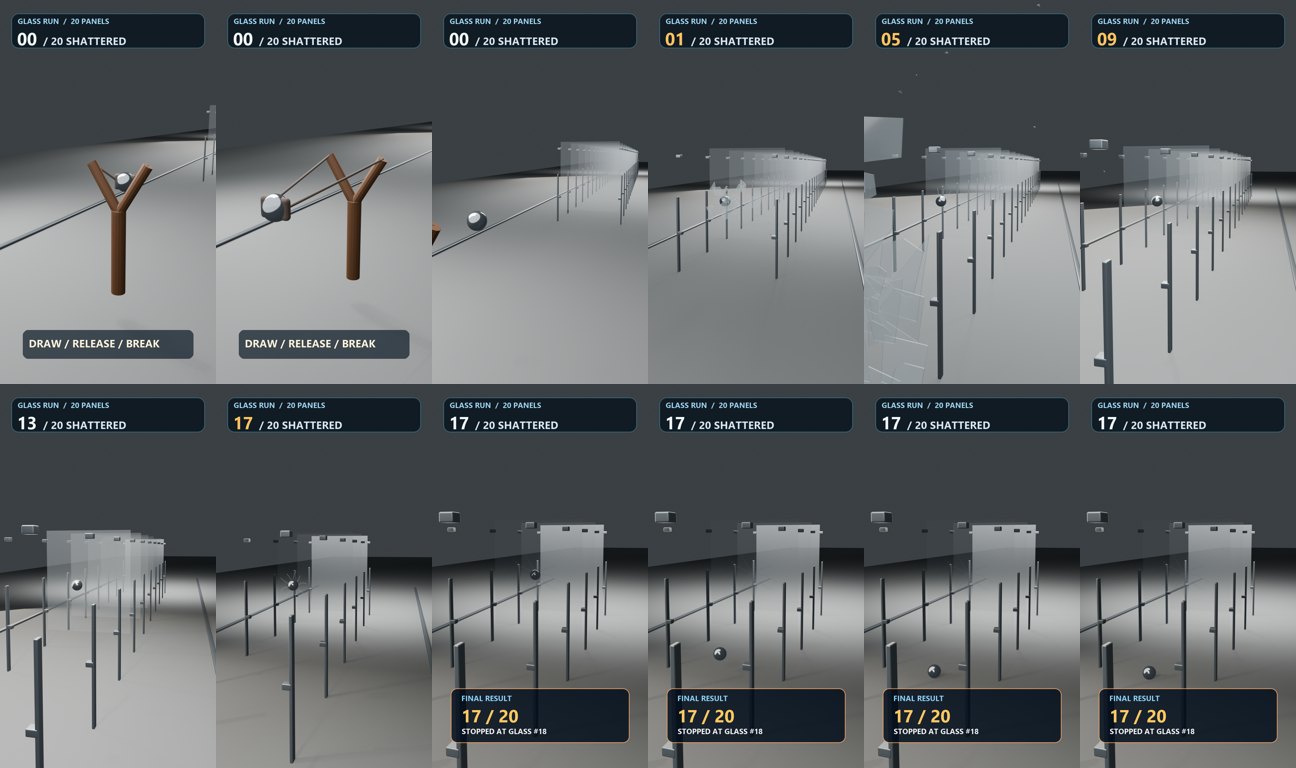 GLASS RUN / 20 PANELS
00 / 20 SHATTERED
DRAW / RELEASE / BREAK
GLASS RUN / 20 PANELS
00 / 20 SHATTERED
DRAW / RELEASE / BREAK
GLASS RUN / 20 PANELS
00 / 20 SHATTERED
GLASS RUN / 20 PANELS
01 / 20 SHATTERED
GLASS RUN / 20 PANELS
05 / 20 SHATTERED
GLASS RUN / 20 PANELS
09 / 20 SHATTERED
GLASS RUN / 20 PANELS
13 / 20 SHATTERED
GLASS RUN / 20 PANELS
17 / 20 SHATTERED
GLASS RUN / 20 PANELS
17 / 20 SHATTERED
FINAL RESULT
17 / 20
STOPPED AT GLASS #18
GLASS RUN / 20 PANELS
17 / 20 SHATTERED
FINAL RESULT
17 / 20
STOPPED AT GLASS #18
GLASS RUN / 20 PANELS
17 / 20 SHATTERED
FINAL RESULT
17 / 20
STOPPED AT GLASS #18
GLASS RUN / 20 PANELS
17 / 20 SHATTERED
FINAL RESULT
17 / 20
STOPPED AT GLASS #18